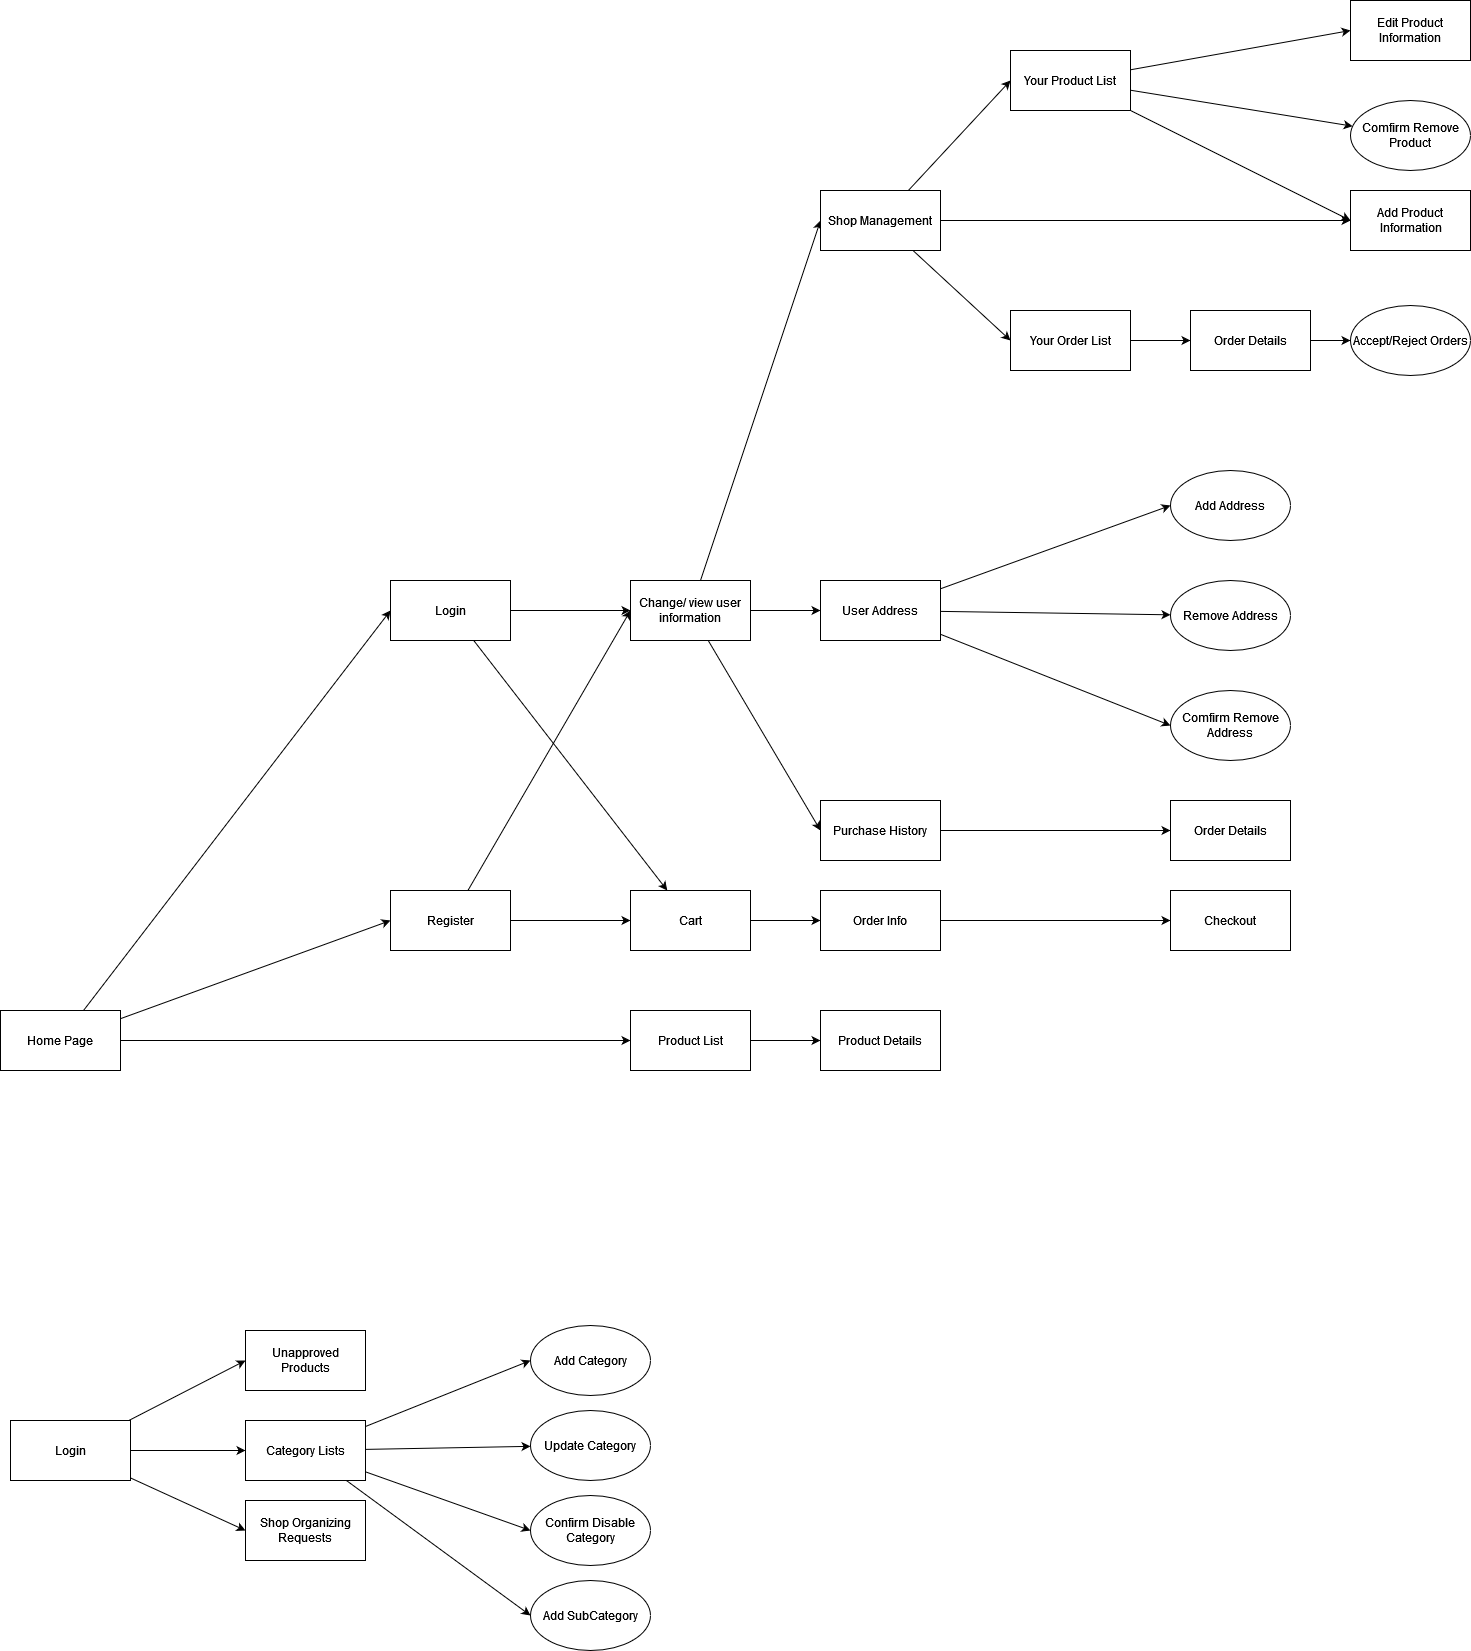 Edit Product
Information
Your Product List
Comfirm Remove
Product
Shop Management
Add Product
Information
Your Order List
Order Details
Accept/Reject Orders
Add Address
Login
Change/ view user
information
User Address
Remove Address
Comfirm Remove
Address
Purchase History
Order Details
Register
Cart
Order Info
Checkout
Home Page
Product List
Product Details
Unapproved
Products
Add Category
Login
Category Lists
Update Category
Shop Organizing
Requests
Confirm Disable
Category
Add SubCategory